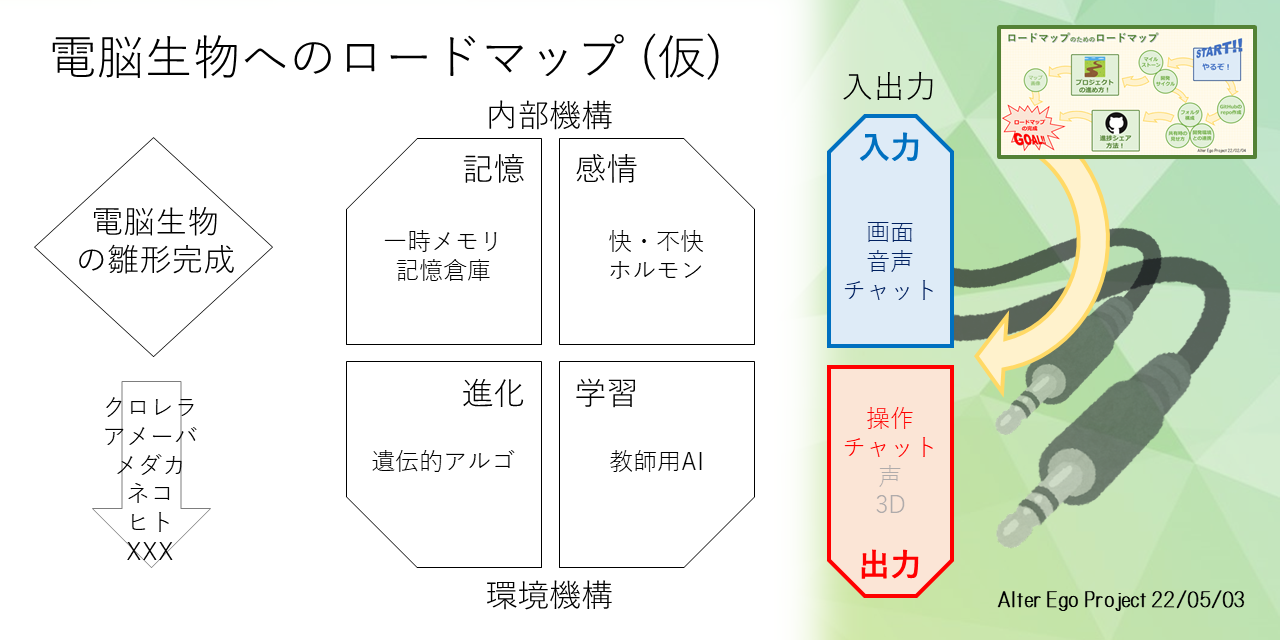 電脳生物へのロードマップ (仮)
電脳生物
の雛形完成
クロレラ
アメーバ
メダカ
ネコ
ヒト
XXX
内部機構
記憶
一時メモリ
記憶倉庫
感情
快・不快
ホルモン
進化
遺伝的アルゴ
学習
教師用AI
環境機構
入出力
入力
画面
音声
チャット
操作
チャット
声
3D
出力
ロードマップのためのロードマップ
START!!
やるぞ！
マイル
ストーン
開発
サイクル
プロジェクト
の進め方！
マップ
GitHubの
repo作成
フォルダ
構成
共有時の
見せ方
開発環境
との連携
進捗シェア
方法！
ロードマップ
の完成
GOAL!!
Alter Ego Project 22/02/04
Alter Ego Project 22/05/03